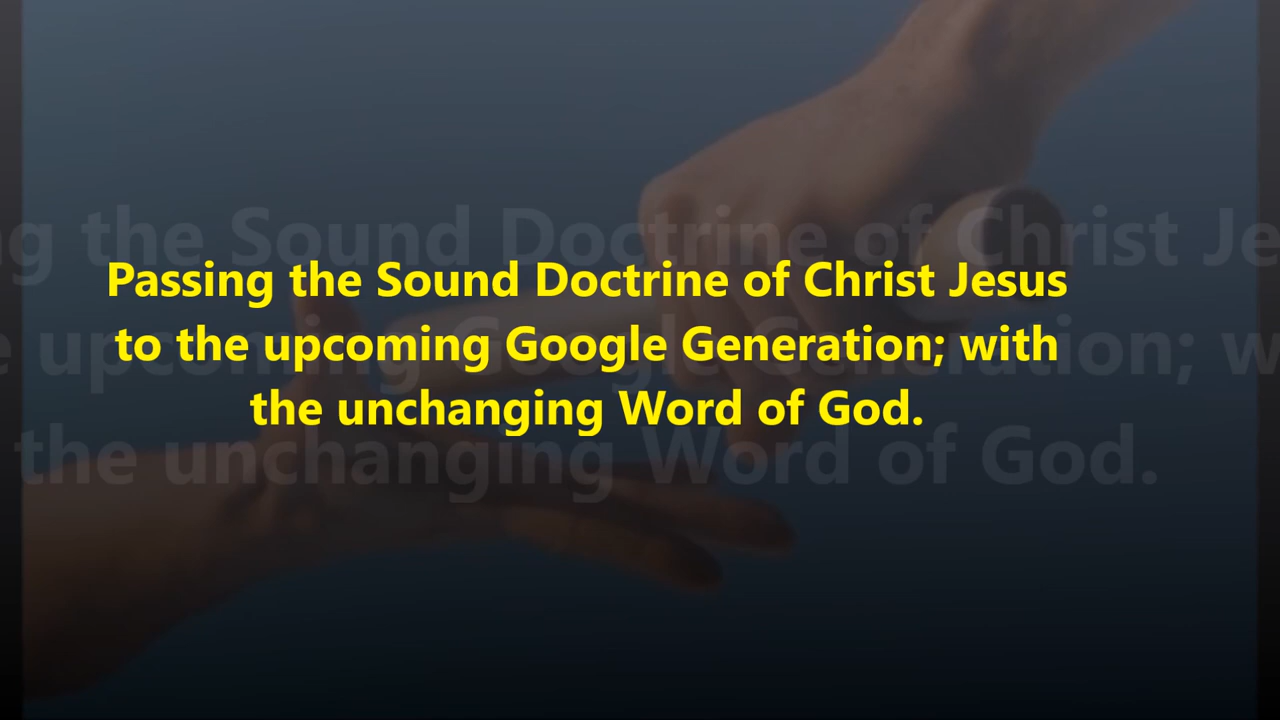 Passing the Sound Doctrine of Christ Jesus
to the upcoming Google Generation; with
the unchanging Word of God.